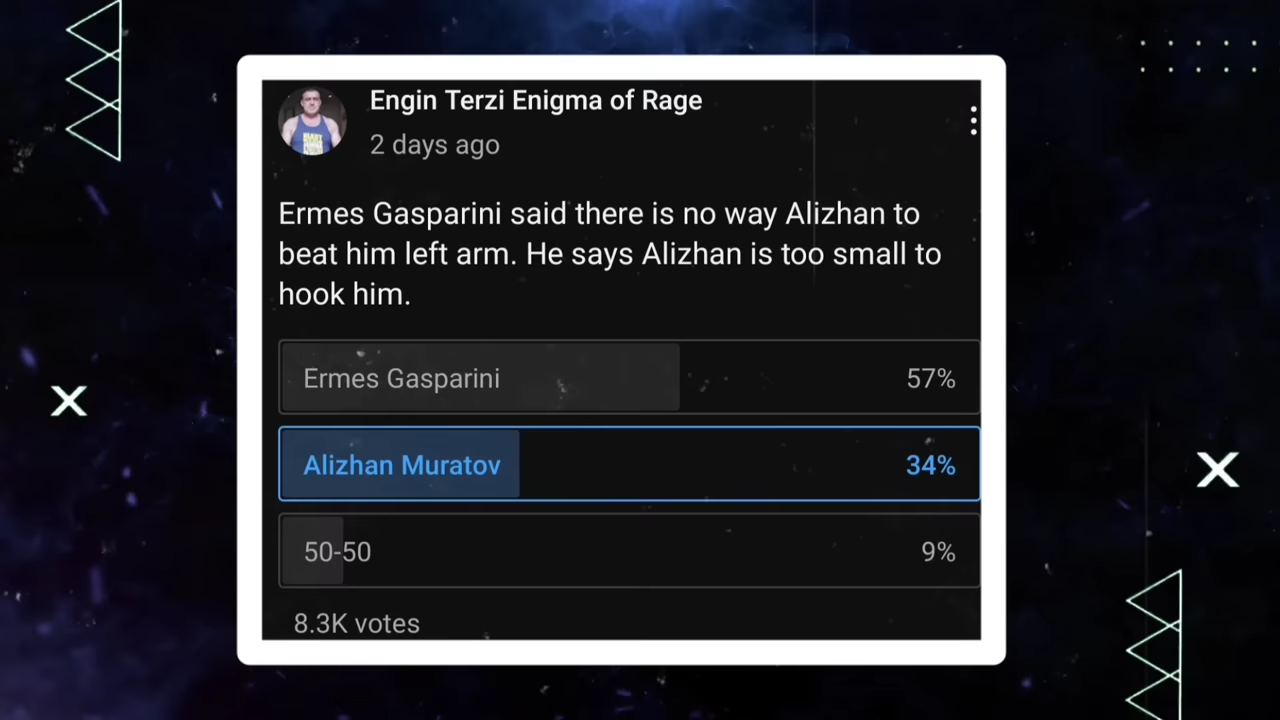 Engin Terzi Enigma of Rage
2 days ago
Ermes Gasparini said there is no way Alizhan to
beat him left arm. He says Alizhan is too small to
hook him.
Ermes Gasparini 57%
Alizhan Muratov 34%
50-50 9%
8.3K votes